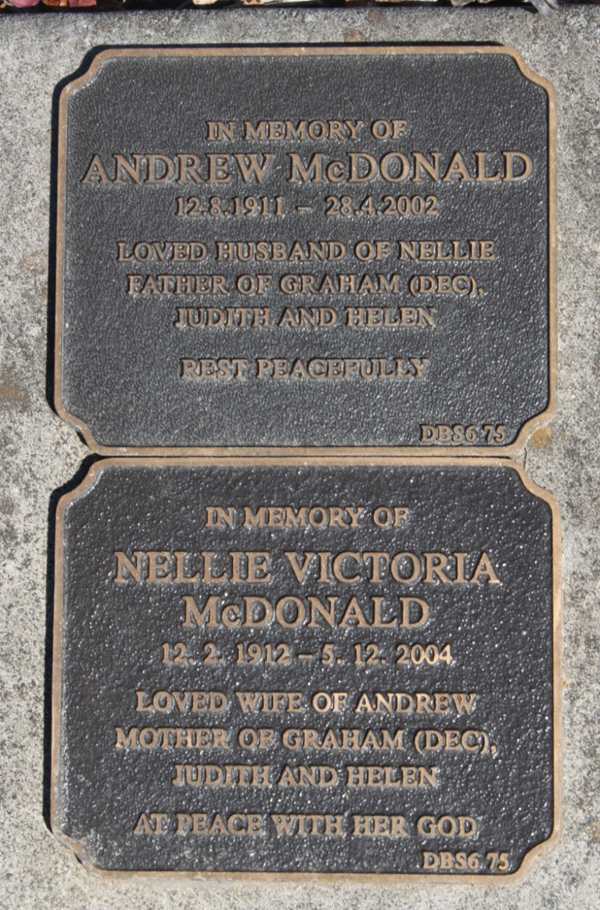 IN MEMORY OF
ANDREW McDONALD
12.8.1911 – 28.4.2002
LOVED HUSBAND OF NELLIE
FATHER OF GRAHAM (DEC),
JUDITH AND HELEN
REST PEACEFULLY
DBS6 75
IN MEMORY OF
NELLIE VICTORIA
McDONALD
12. 2. 1912 – 5. 12. 2004
LOVED WIFE OF ANDREW
MOTHER OF GRAHAM (DEC),
JUDITH AND HELEN
AT PEACE WITH HER GOD
DBS6 75